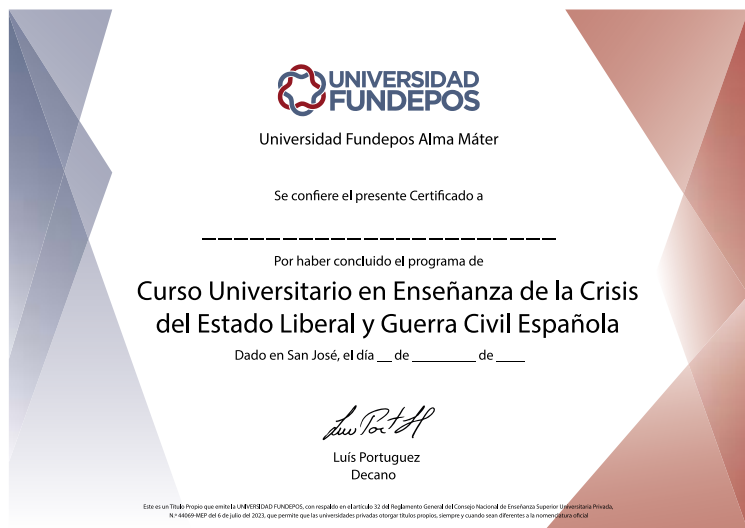 UNIVERSIDAD
FUNDEPOS
Universidad Fundepos Alma Máter
Se confiere el presente Certificado a
_______________________
Por haber concluido el programa de
Curso Universitario en Enseñanza de la Crisis
del Estado Liberal y Guerra Civil Española
Dado en San José, el día __ de _________ de ____
Luís Portuguez
Decano
Este es un Título Propio que emite la UNIVERSIDAD FUNDEPOS, con respaldo en el artículo 32 del Reglamento General del Consejo Nacional de Enseñanza Superior Universitaria Privada,
N.º 44069-MEP del 6 de julio del 2023, que permite que las universidades privadas otorgar títulos propios, siempre y cuando sean diferentes a la nomenclatura oficial